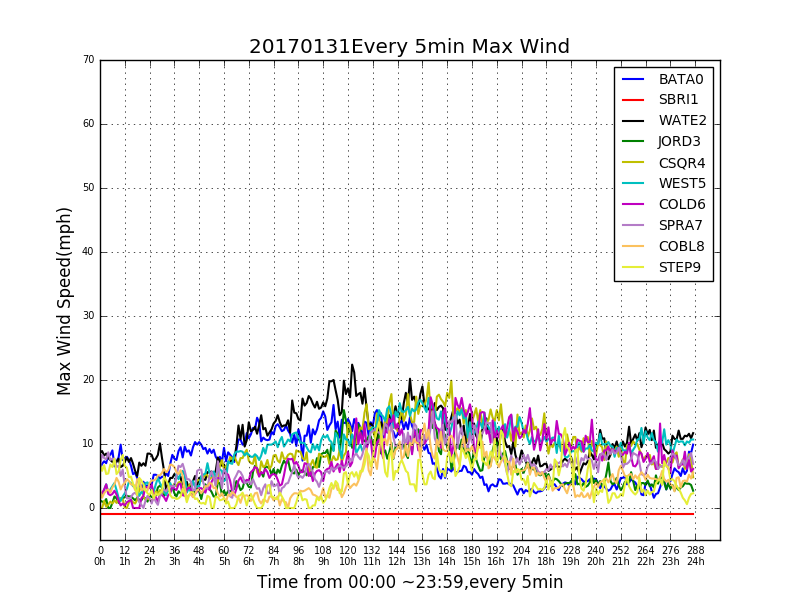 20170131Every 5min Max Wind
Max Wind Speed(mph)
70
60
50
40
30
20
10
0
BATA0
SBRI1
WATE2
JORD3
CSQR4
WEST5
COLD6
SPRA7
COBL8
STEP9
0 12 24 36 48 60 72 84 96 108 120 132 144 156 168 180 192 204 216 228 240 252 264 276 288
0h 1h 2h 3h 4h 5h 6h 7h 8h 9h 10h 11h 12h 13h 14h 15h 16h 17h 18h 19h 20h 21h 22h 23h 24h
Time from 00:00 ~23:59,every 5min